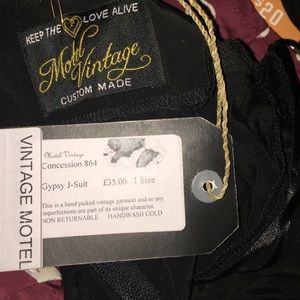 KEEP THE LOVE ALIVE
Motel
Vintage
CUSTOM MADE
$20
VINTAGE MOTEL
Motel Vintage
Concession 864
Gypsy J-Suit £35.00 1 Size
This is a hand picked vintage garment and so any
imperfections are part of its unique character.
NON RETURNABLE HANDWASH COLD